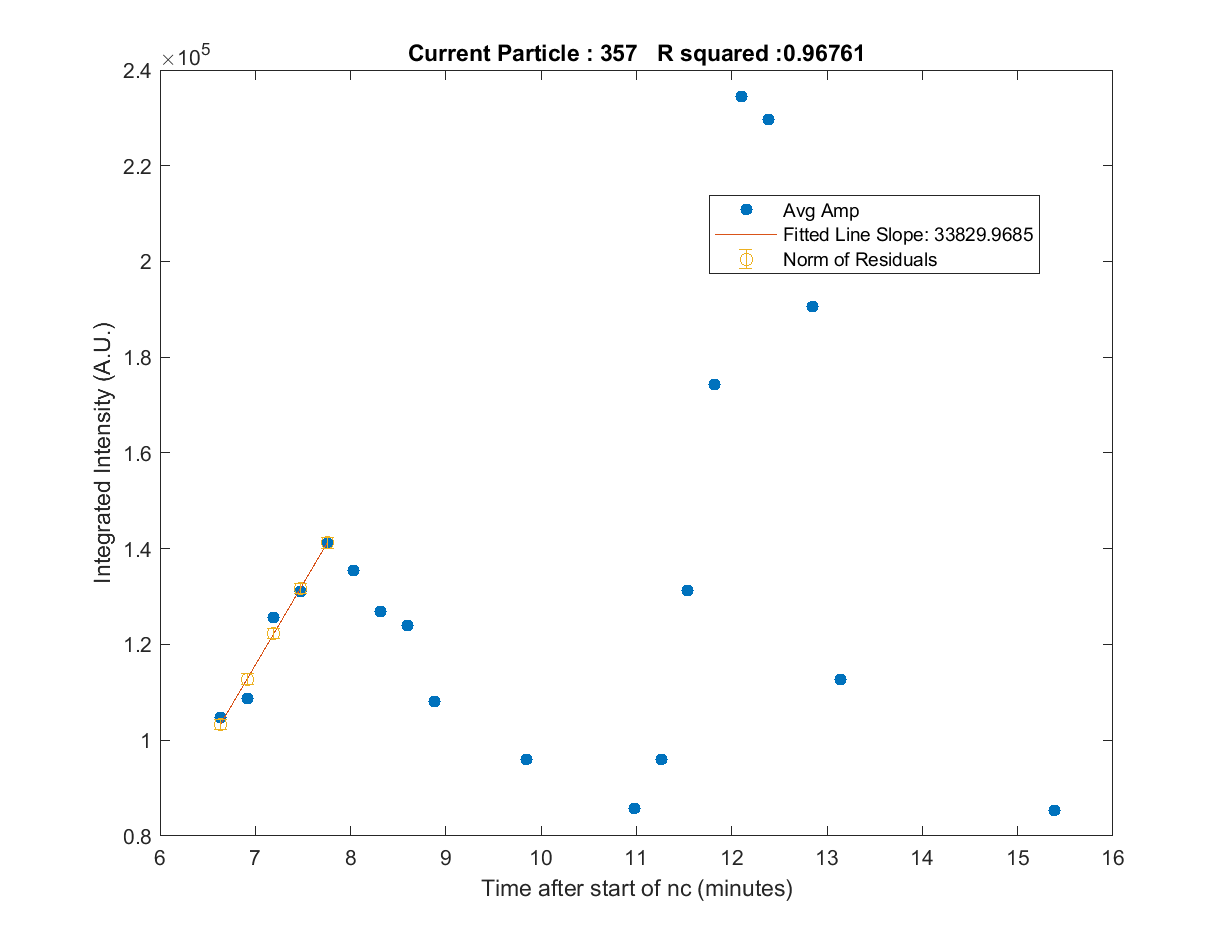 Current Particle : 357   R squared :0.96761
×10^5
2.4
2.2
2
1.8
1.6
1.4
1.2
1
0.8
Integrated Intensity (A.U.)
Avg Amp
Fitted Line Slope: 33829.9685
Norm of Residuals
6 7 8 9 10 11 12 13 14 15 16
Time after start of nc (minutes)